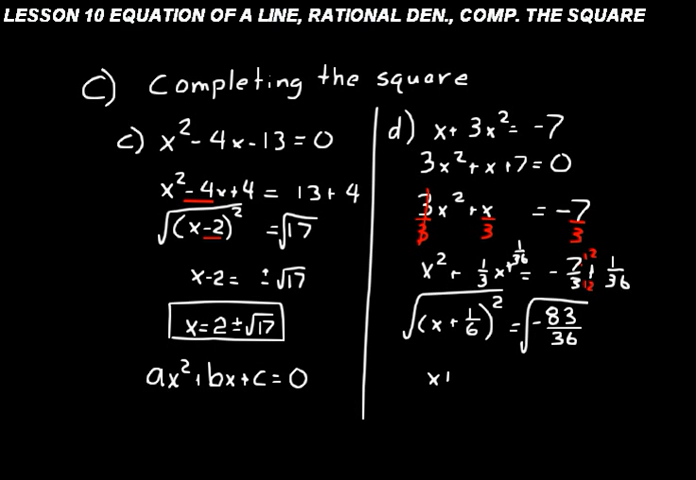 LESSON 10 EQUATION OF A LINE, RATIONAL DEN., COMP. THE SQUARE
C) Completing the square
c) x² - 4x - 13 = 0
x² - 4x + 4 = 13 + 4
√(x-2)² = √17
x - 2 = ± √17
x = 2 ± √17
ax² + bx + c = 0
d) x + 3x² = -7
3x² + x + 7 = 0
3x²/3 + x/3 = -7/3
x² + 1/3 x + 1/36 = - 7/3 · 12/12 + 1/36
√(x + 1/6)² = √-83/36
x +